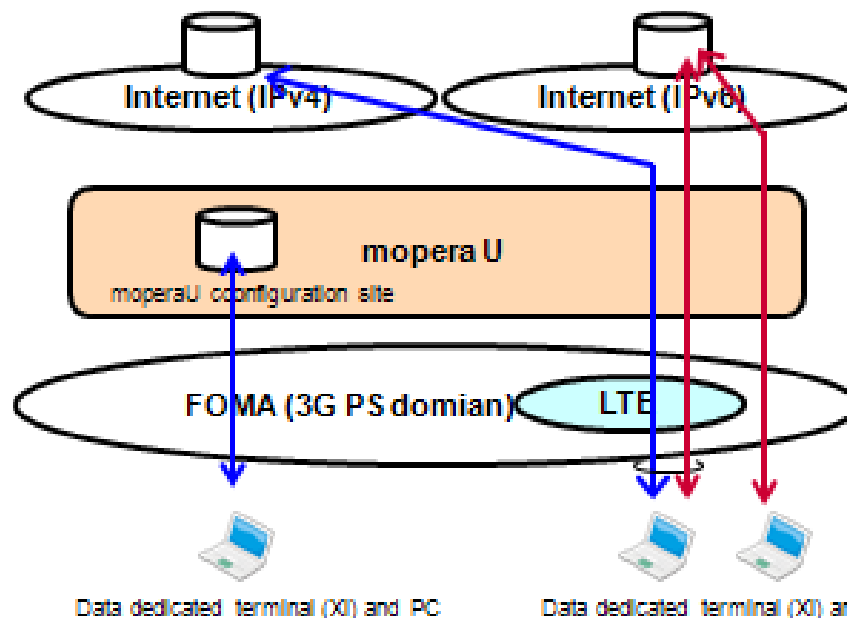 Internet (IPv4)
Internet (IPv6)
mopera U
moperaU cconfiguration site
FOMA (3G PS domian)
LTE
Data dedicated terminal (XI) and PC
Data dedicated terminal (XI) ar